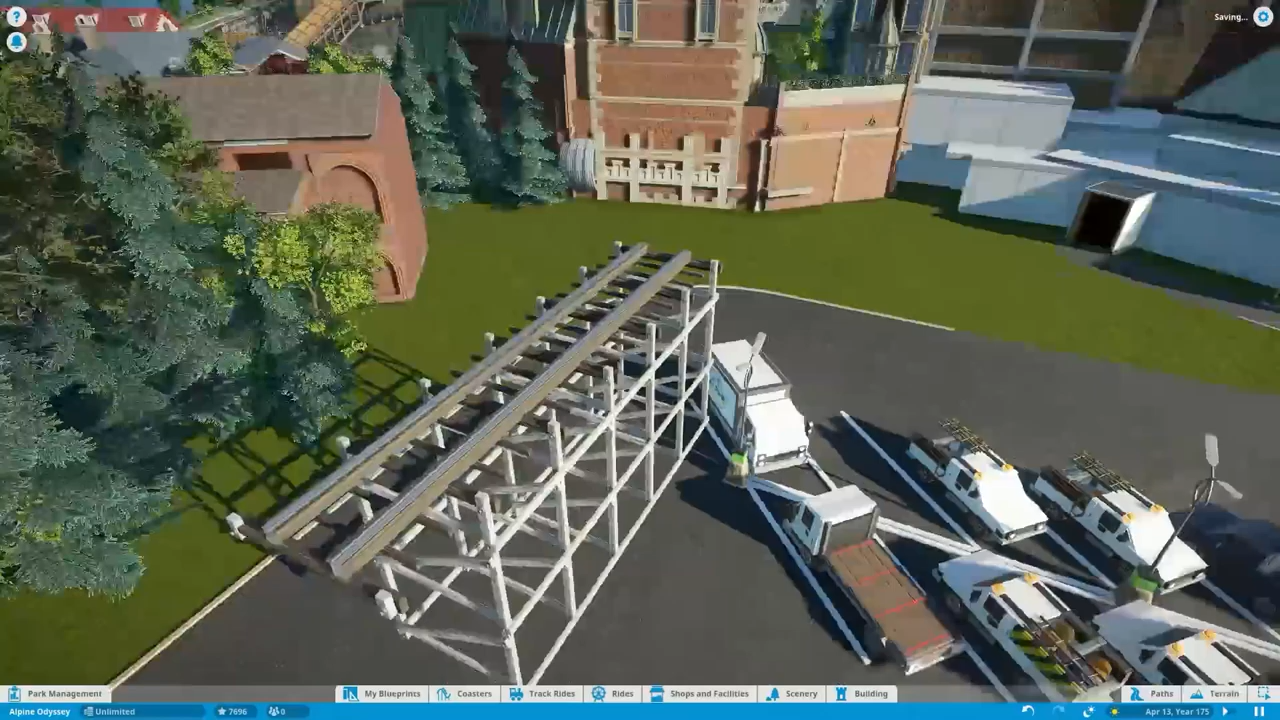 ?
Saving...
Park Management
My Blueprints
Coasters
Track Rides
Rides
Shops and Facilities
Scenery
Building
Paths
Terrain
Alpine Odyssey
Unlimited
7696
0
Apr 13, Year 175